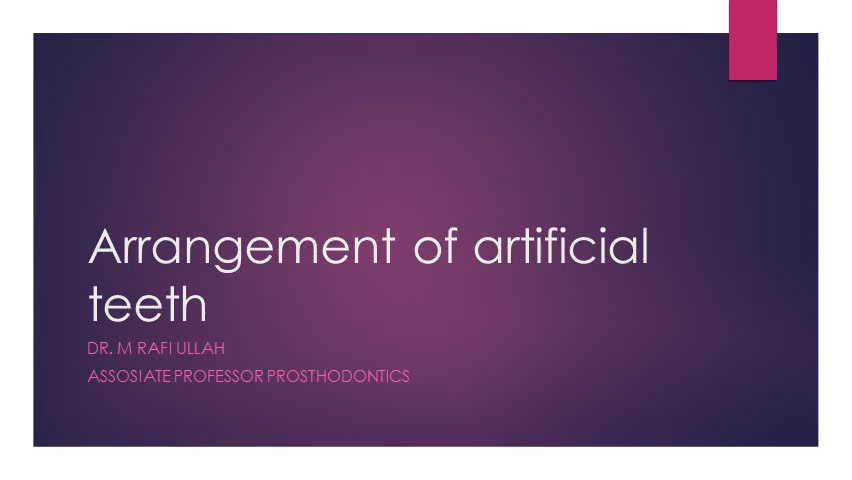 Arrangement of artificial
teeth
DR. M RAFI ULLAH
ASSOSIATE PROFESSOR PROSTHODONTICS